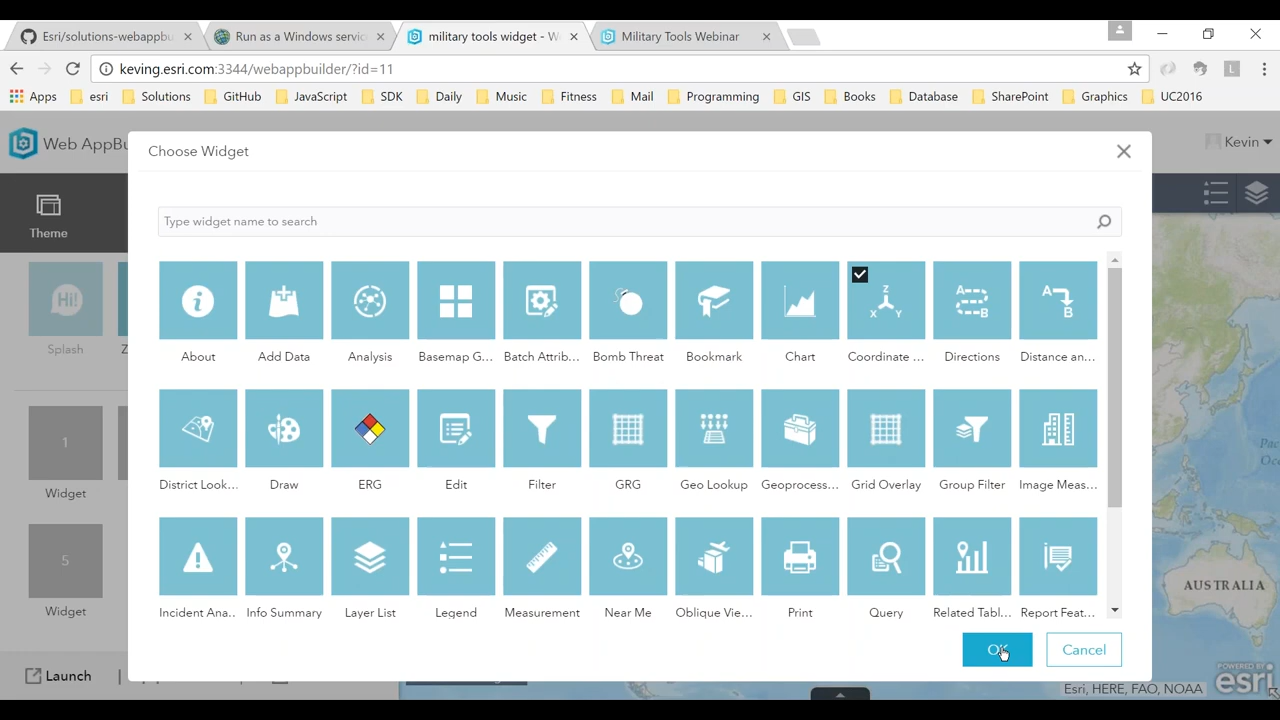 Esri/solutions-webappbu
Run as a Windows servic
military tools widget - W
Military Tools Webinar
keving.esri.com:3344/webappbuilder/?id=11
Apps
esri
Solutions
GitHub
JavaScript
SDK
Daily
Music
Fitness
Mail
Programming
GIS
Books
Database
SharePoint
Graphics
UC2016
Web AppBu
Kevin
Choose Widget
Theme
Type widget name to search
Hi!
Splash
Z
X Y
A
B
A
B
About
Add Data
Analysis
Basemap G...
Batch Attrib...
Bomb Threat
Bookmark
Chart
Coordinate ...
Directions
Distance an...
1
Widget
District Look...
Draw
ERG
Edit
Filter
GRG
Geo Lookup
Geoprocess...
Grid Overlay
Group Filter
Image Meas...
5
Widget
Incident Ana..
Info Summary
Layer List
Legend
Measurement
Near Me
Oblique Vie...
Print
Query
Related Tabl...
Report Feat...
AUSTRALIA
OK
Cancel
Launch
Esri, HERE, FAO, NOAA
POWERED BY
esri